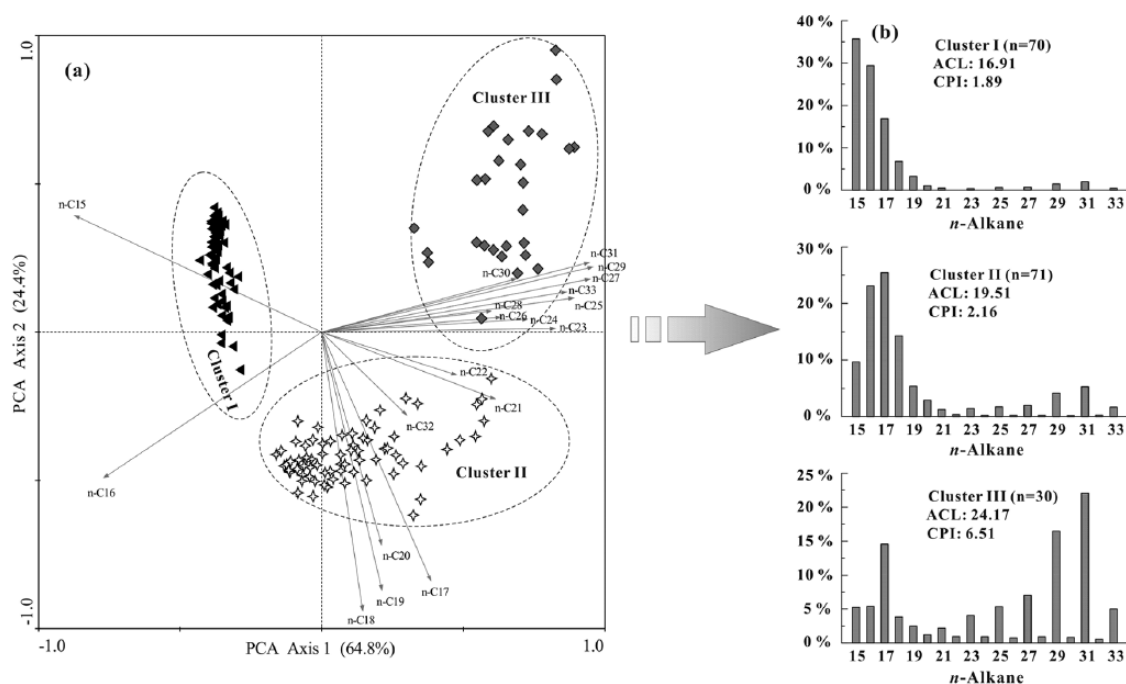 (a)
1.0
-1.0
PCA Axis 2 (24.4%)
-1.0
PCA Axis 1 (64.8%)
1.0
Cluster III
n-C15
Cluster I
n-C16
n-C31
n-C29
n-C30
n-C27
n-C33
n-C28
n-C25
n-C26
n-C24
n-C23
n-C22
n-C21
n-C32
Cluster II
n-C20
n-C17
n-C19
n-C18
(b)
40 %
30 %
20 %
10 %
0 %
Cluster I (n=70)
ACL: 16.91
CPI: 1.89
15 17 19 21 23 25 27 29 31 33
n-Alkane
30 %
20 %
10 %
0 %
Cluster II (n=71)
ACL: 19.51
CPI: 2.16
15 17 19 21 23 25 27 29 31 33
n-Alkane
25 %
20 %
15 %
10 %
5 %
0 %
Cluster III (n=30)
ACL: 24.17
CPI: 6.51
15 17 19 21 23 25 27 29 31 33
n-Alkane